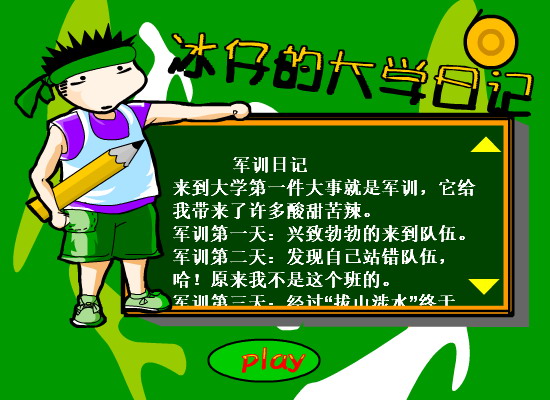 冰仔的大学日记
军训日记
来到大学第一件大事就是军训，它给
我带来了许多酸甜苦辣。
军训第一天：兴致勃勃的来到队伍。
军训第二天：发现自己站错队伍，
哈！原来我不是这个班的。
军训第三天：经过“拔山涉水”终于
play